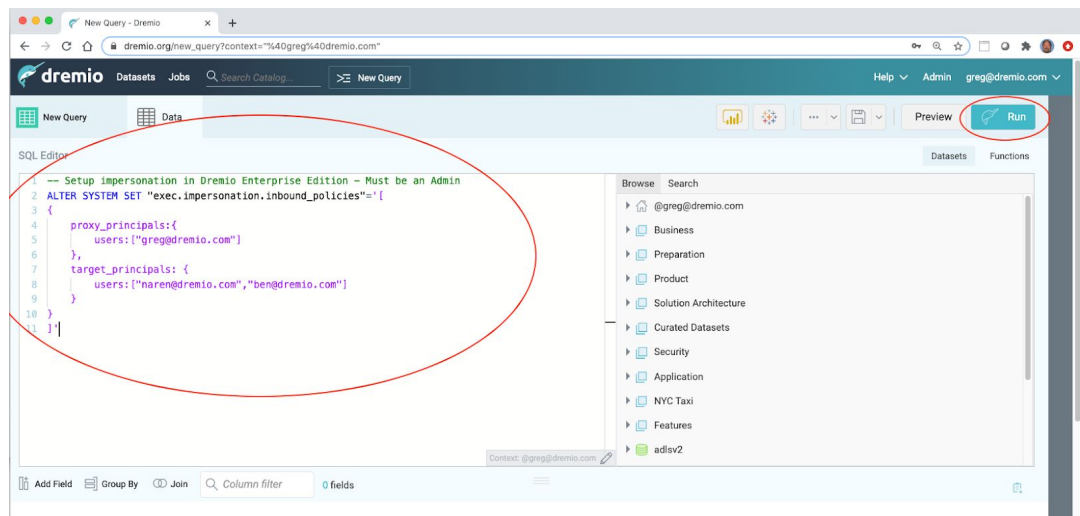 New Query - Dremio
dremio.org/new_query?context="%40greg%40dremio.com"
dremio Datasets Jobs Search Catalog... New Query Help Admin greg@dremio.com
New Query Data ... Preview Run
SQL Editor Datasets Functions
1 -- Setup impersonation in Dremio Enterprise Edition – Must be an Admin
2 ALTER SYSTEM SET "exec.impersonation.inbound_policies"='[
3 {
4 proxy_principals:{
5 users:["greg@dremio.com"]
6 },
7 target_principals: {
8 users:["naren@dremio.com","ben@dremio.com"]
9 }
10 }
11 ]'
Browse Search
@greg@dremio.com
Business
Preparation
Product
Solution Architecture
Curated Datasets
Security
Application
NYC Taxi
Features
adlsv2
Context: @greg@dremio.com
Add Field Group By Join Column filter 0 fields